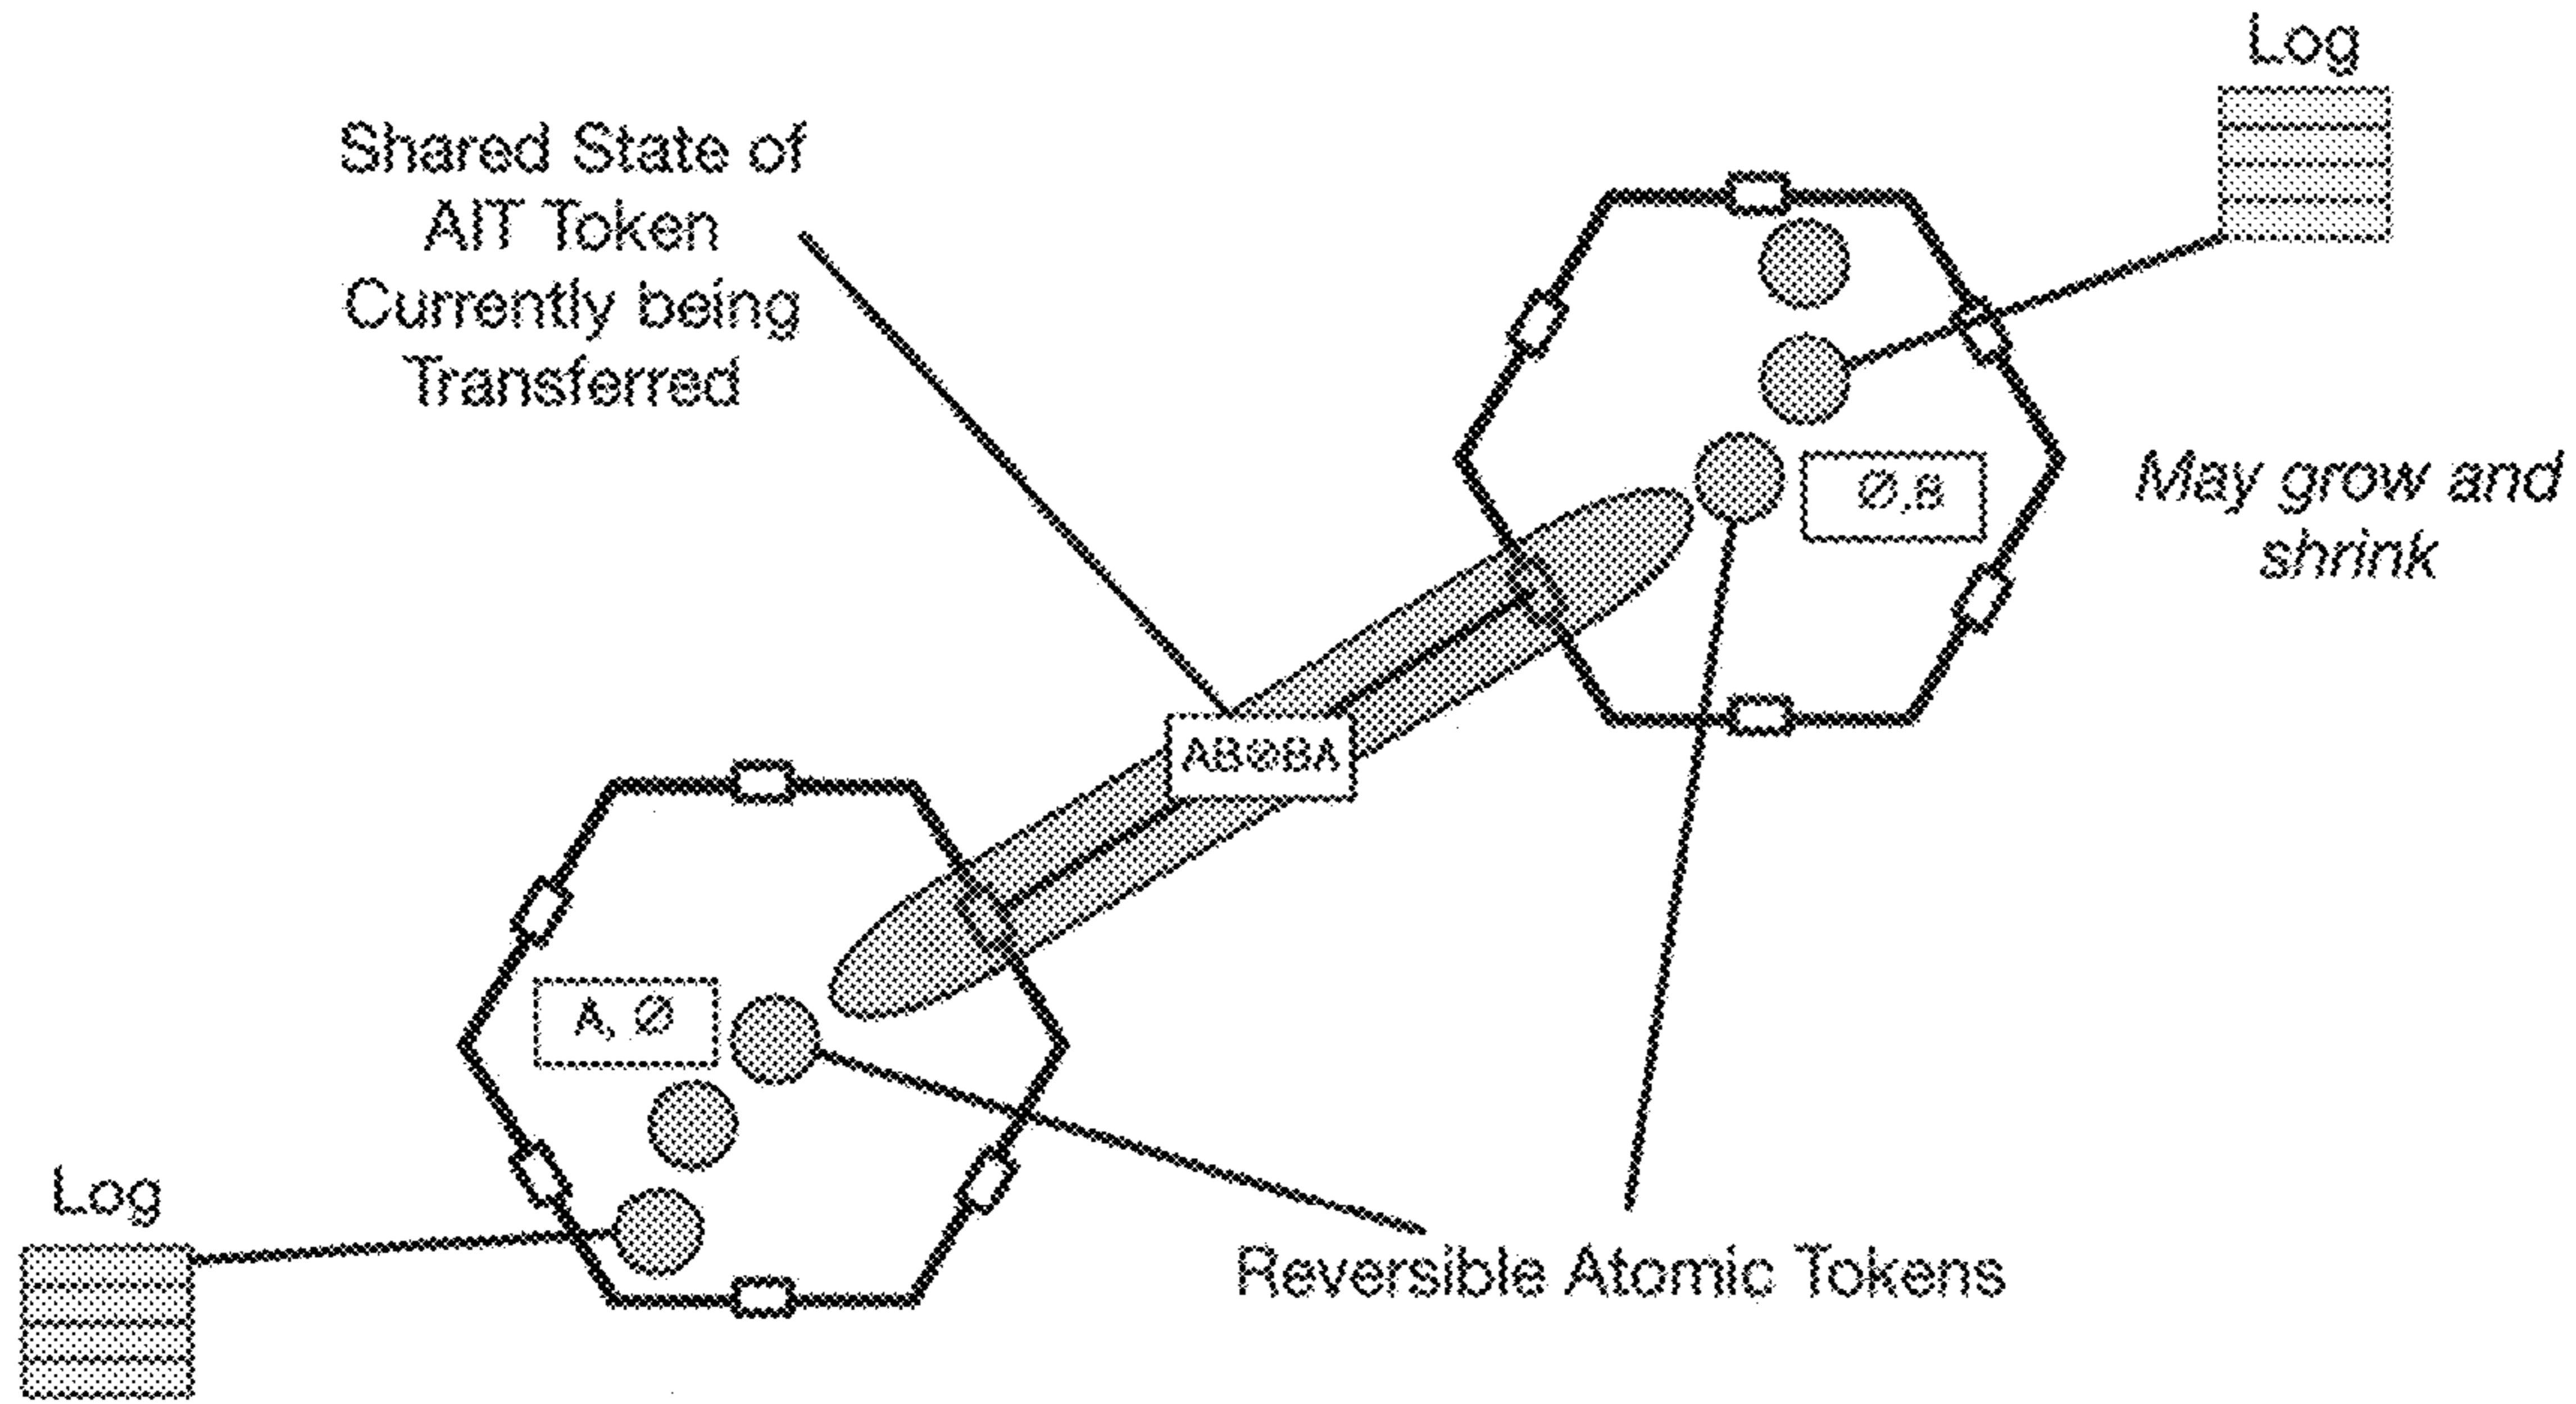 Log
Shared State of
AIT Token
Currently being
Transferred
Ø,B
May grow and
shrink
AB⊘BA
A, Ø
Log
Reversible Atomic Tokens